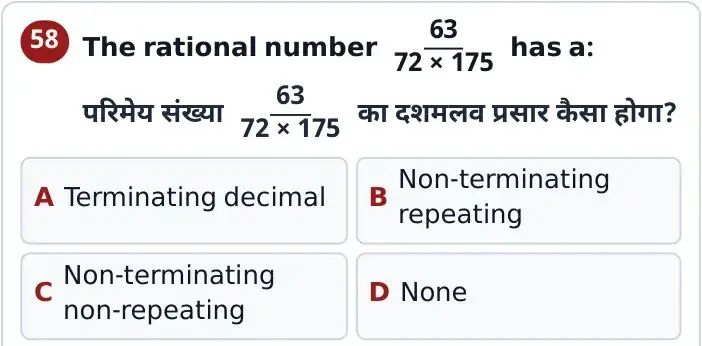 58 The rational number 63 / 72 × 175 has a:
परिमेय संख्या 63 / 72 × 175 का दशमलव प्रसार कैसा होगा?
A Terminating decimal
B Non-terminating
repeating
C Non-terminating
non-repeating
D None